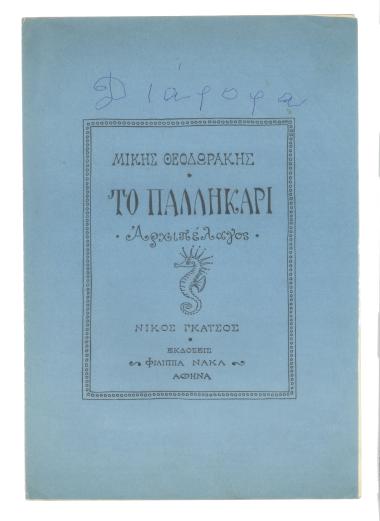 Διάφορα
ΜΙΚΗΣ ΘΕΟΔΩΡΑΚΗΣ
ΤΟ ΠΑΛΛΗΚΑΡΙ
· Αρχιπέλαγος ·
ΝΙΚΟΣ ΓΚΑΤΣΟΣ
ΕΚΔΟΣΕΙΣ
ΦΙΛΙΠΠΑ ΝΑΚΑ
ΑΘΗΝΑ